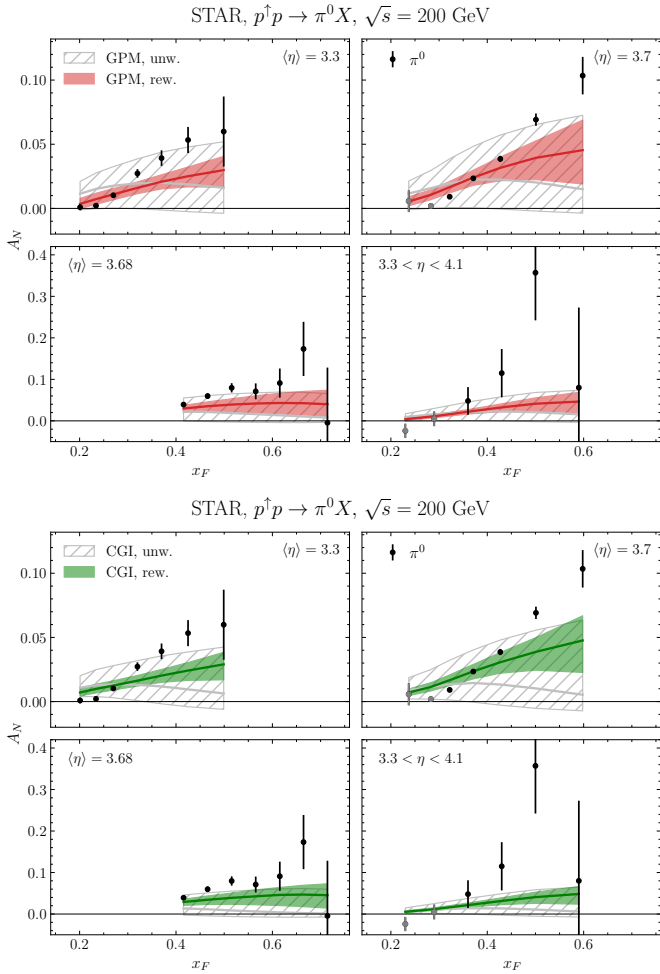 STAR, p↑p → π⁰X, √s = 200 GeV
GPM, unw.
GPM, rew.
⟨η⟩ = 3.3
π⁰
⟨η⟩ = 3.7
0.10
0.05
0.00
A_N
⟨η⟩ = 3.68
3.3 < η < 4.1
0.4
0.3
0.2
0.1
0.0
0.2 0.4 0.6 0.2 0.4 0.6
x_F x_F
STAR, p↑p → π⁰X, √s = 200 GeV
CGI, unw.
CGI, rew.
⟨η⟩ = 3.3
π⁰
⟨η⟩ = 3.7
0.10
0.05
0.00
A_N
⟨η⟩ = 3.68
3.3 < η < 4.1
0.4
0.3
0.2
0.1
0.0
0.2 0.4 0.6 0.2 0.4 0.6
x_F x_F